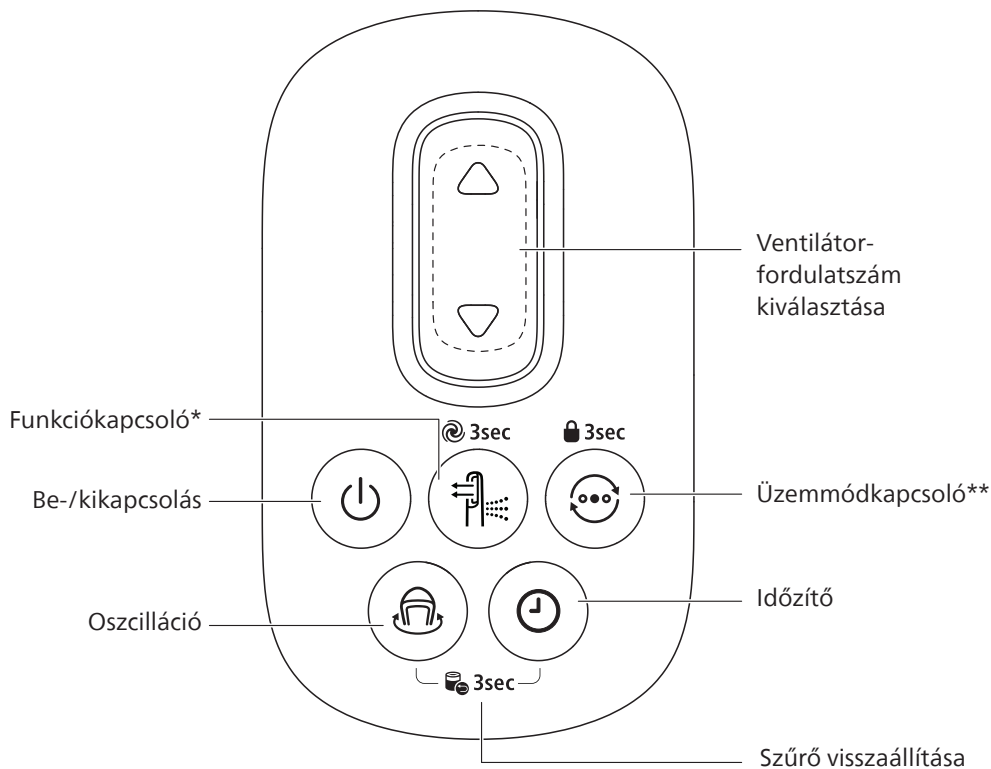 Ventilátor-
fordulatszám
kiválasztása
Funkciókapcsoló*
3sec
3sec
Be-/kikapcsolás
Üzemmódkapcsoló**
Időzítő
Oszcilláció
3sec
Szűrő visszaállítása